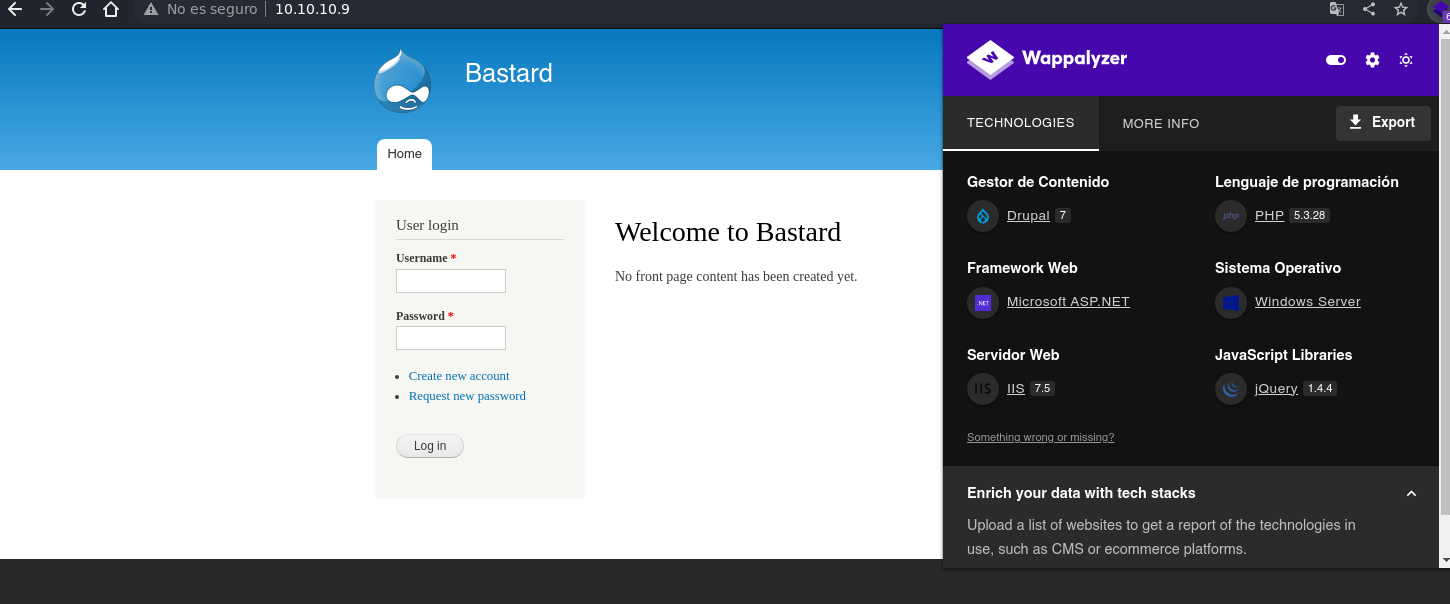 No es seguro 10.10.10.9
Bastard
Home
User login
Username *
Password *
Create new account
Request new password
Log in
Welcome to Bastard
No front page content has been created yet.
Wappalyzer
TECHNOLOGIES MORE INFO Export
Gestor de Contenido
Drupal 7
Lenguaje de programación
php PHP 5.3.28
Framework Web
.NET Microsoft ASP.NET
Sistema Operativo
Windows Server
Servidor Web
IIS IIS 7.5
JavaScript Libraries
jQuery 1.4.4
Something wrong or missing?
Enrich your data with tech stacks
Upload a list of websites to get a report of the technologies in
use, such as CMS or ecommerce platforms.